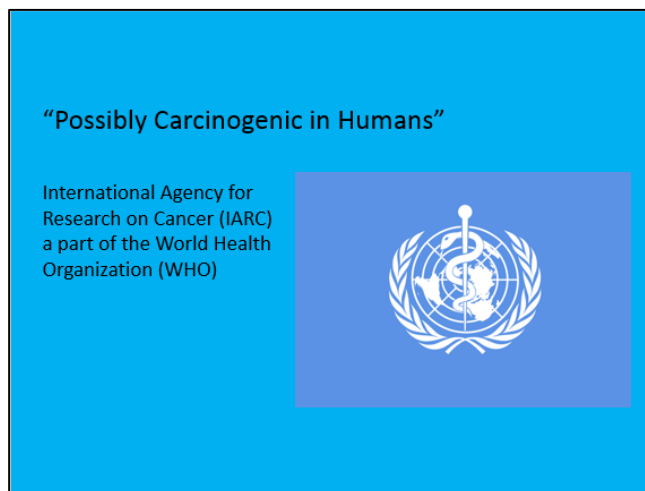 “Possibly Carcinogenic in Humans”
International Agency for
Research on Cancer (IARC)
a part of the World Health
Organization (WHO)